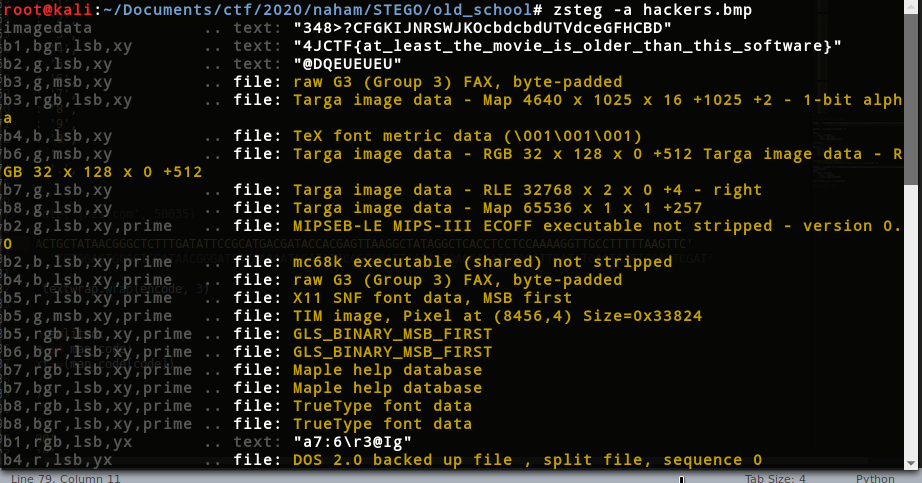 root@kali:~/Documents/ctf/2020/naham/STEGO/old_school# zsteg -a hackers.bmp
imagedata .. text: "348>?CFGKIJNRSWJKOcbdcbdUTVdceGFHCBD"
b1,bgr,lsb,xy .. text: "4JCTF{at_least_the_movie_is_older_than_this_software}"
b2,g,lsb,xy .. text: "@DQEUEUEU"
b3,g,msb,xy .. file: raw G3 (Group 3) FAX, byte-padded
b3,rgb,lsb,xy .. file: Targa image data - Map 4640 x 1025 x 16 +1025 +2 - 1-bit alph
a
b4,b,lsb,xy .. file: TeX font metric data (\001\001\001)
b6,g,msb,xy .. file: Targa image data - RGB 32 x 128 x 0 +512 Targa image data - R
GB 32 x 128 x 0 +512
b7,g,lsb,xy .. file: Targa image data - RLE 32768 x 2 x 0 +4 - right
b8,g,lsb,xy .. file: Targa image data - Map 65536 x 1 x 1 +257
b2,g,lsb,xy,prime .. file: MIPSEB-LE MIPS-III ECOFF executable not stripped - version 0.
0
b2,b,lsb,xy,prime .. file: mc68k executable (shared) not stripped
b4,b,lsb,xy,prime .. file: raw G3 (Group 3) FAX, byte-padded
b5,r,lsb,xy,prime .. file: X11 SNF font data, MSB first
b5,g,msb,xy,prime .. file: TIM image, Pixel at (8456,4) Size=0x33824
b5,rgb,lsb,xy,prime .. file: GLS_BINARY_MSB_FIRST
b6,bgr,lsb,xy,prime .. file: GLS_BINARY_MSB_FIRST
b7,rgb,lsb,xy,prime .. file: Maple help database
b7,bgr,lsb,xy,prime .. file: Maple help database
b8,rgb,lsb,xy,prime .. file: TrueType font data
b8,bgr,lsb,xy,prime .. file: TrueType font data
b1,rgb,lsb,yx .. text: "a7:6\r3@Ig"
b4,r,lsb,yx .. file: DOS 2.0 backed up file , split file, sequence 0
Line 79, Column 11 Tab Size: 4 Python